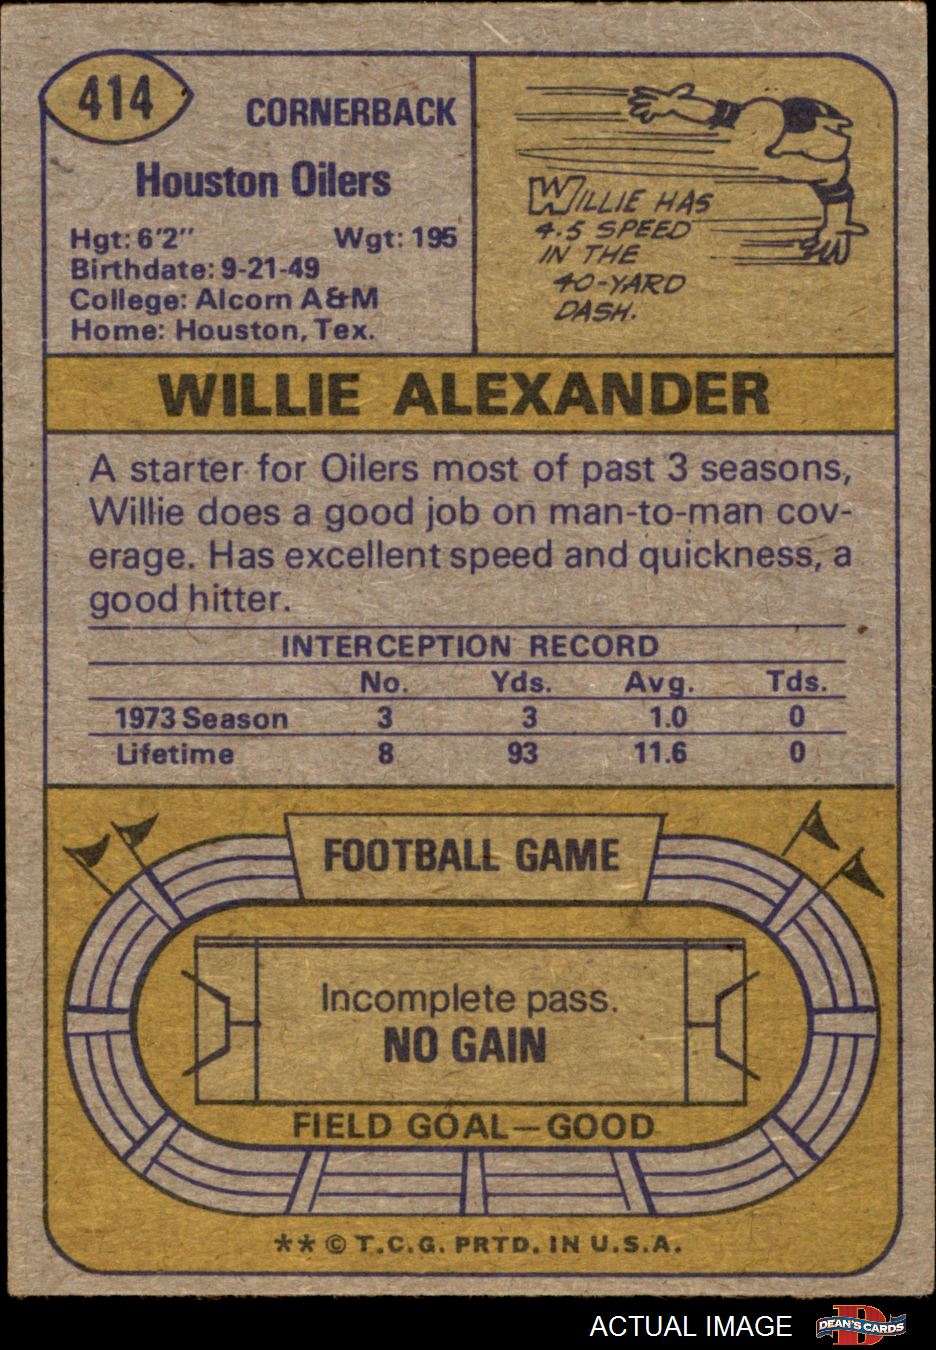 414
CORNERBACK
Houston Oilers
Hgt: 6'2" Wgt: 195
Birthdate: 9-21-49
College: Alcorn A&M
Home: Houston, Tex.
WILLIE HAS
4.5 SPEED
IN THE
40-YARD
DASH.
WILLIE ALEXANDER
A starter for Oilers most of past 3 seasons,
Willie does a good job on man-to-man cov-
erage. Has excellent speed and quickness, a
good hitter.
INTERCEPTION RECORD
No. Yds. Avg. Tds.
1973 Season 3 3 1.0 0
Lifetime 8 93 11.6 0
FOOTBALL GAME
Incomplete pass.
NO GAIN
FIELD GOAL—GOOD
** © T.C.G. PRTD. IN U.S.A.
ACTUAL IMAGE
D
DEAN'S CARDS